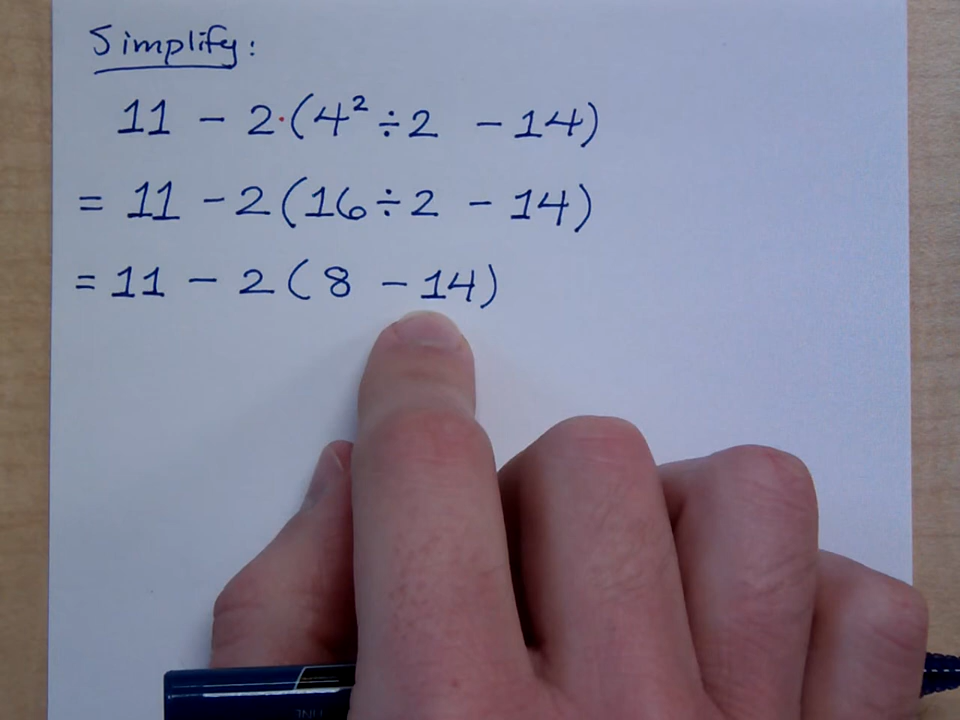 Simplify:
11 - 2·(4² ÷ 2 - 14)
= 11 - 2(16 ÷ 2 - 14)
= 11 - 2(8 - 14)